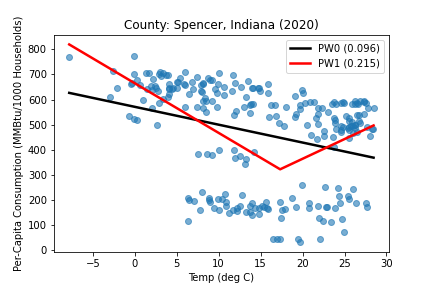 County: Spencer, Indiana (2020)
Per-Capita Consumption (MMBtu/1000 Households)
800
700
600
500
400
300
200
100
0
PW0 (0.096)
PW1 (0.215)
−5 0 5 10 15 20 25 30
Temp (deg C)